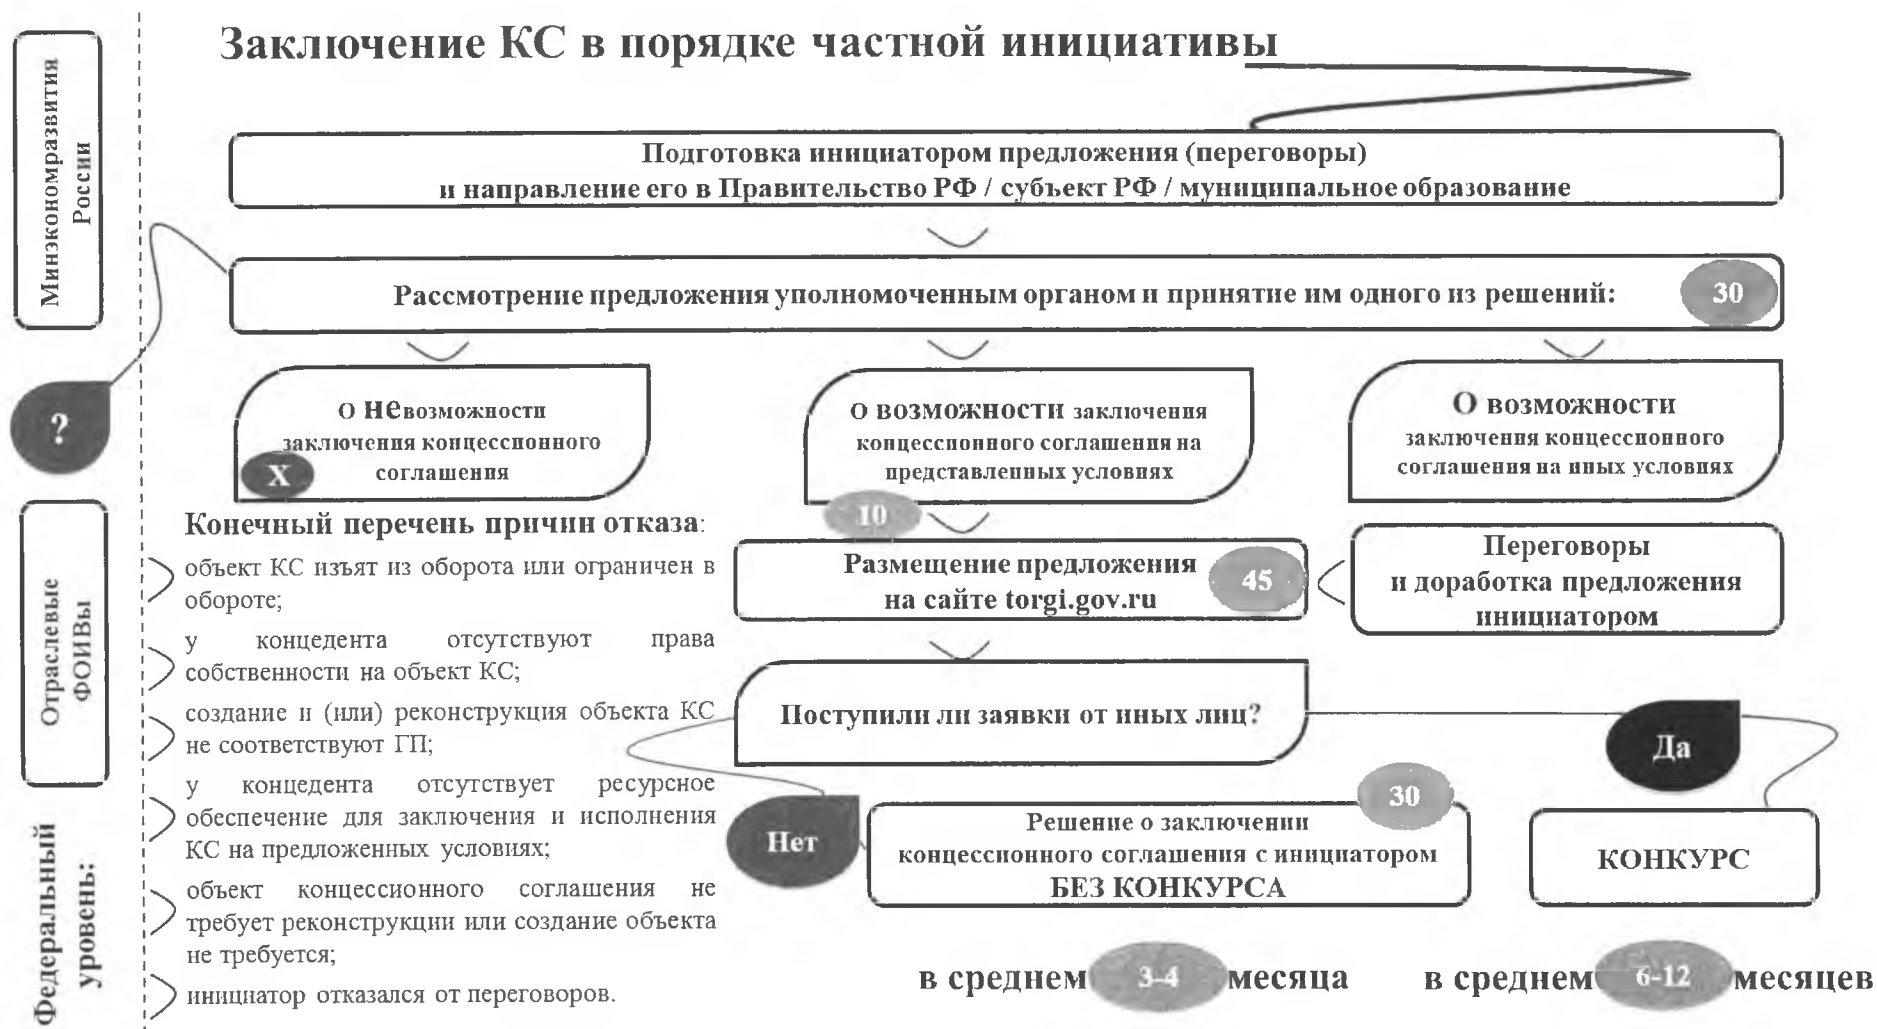 Заключение КС в порядке частной инициативы
Минэкономразвития
России
Подготовка инициатором предложения (переговоры)
и направление его в Правительство РФ / субъект РФ / муниципальное образование
Рассмотрение предложения уполномоченным органом и принятие им одного из решений:
30
?
О невозможности
заключения концессионного
соглашения
X
О возможности заключения
концессионного соглашения на
представленных условиях
О возможности
заключения концессионного
соглашения на иных условиях
10
Размещение предложения
на сайте torgi.gov.ru
45
Переговоры
и доработка предложения
инициатором
Отраслевые
ФОИВы
Конечный перечень причин отказа:
объект КС изъят из оборота или ограничен в
обороте;
у концедента отсутствуют права
собственности на объект КС;
создание и (или) реконструкция объекта КС
не соответствуют ГП;
у концедента отсутствует ресурсное
обеспечение для заключения и исполнения
КС на предложенных условиях;
объект концессионного соглашения не
требует реконструкции или создание объекта
не требуется;
инициатор отказался от переговоров.
Поступили ли заявки от иных лиц?
Да
Нет
30
Решение о заключении
концессионного соглашения с инициатором
БЕЗ КОНКУРСА
КОНКУРС
Федеральный
уровень:
в среднем 3-4 месяца
в среднем 6-12 месяцев